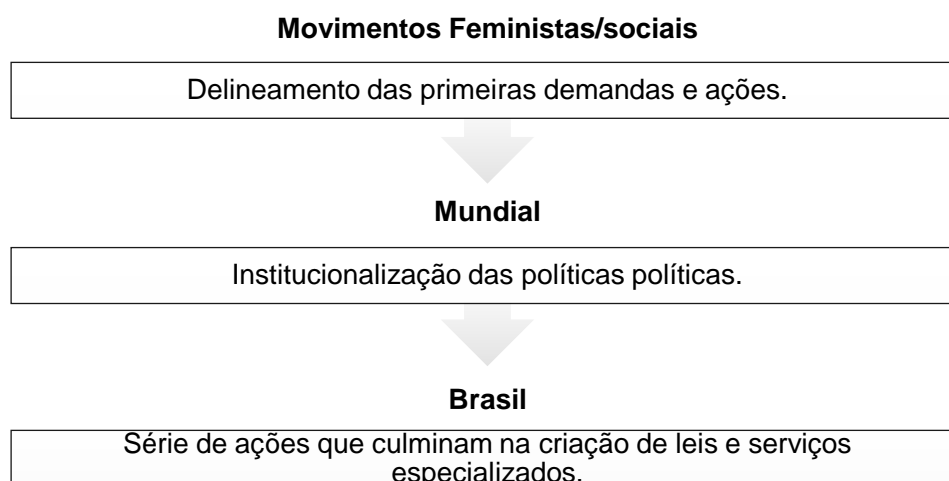 Movimentos Feministas/sociais
Delineamento das primeiras demandas e ações.
Mundial
Institucionalização das políticas políticas.
Brasil
Série de ações que culminam na criação de leis e serviços
especializados.